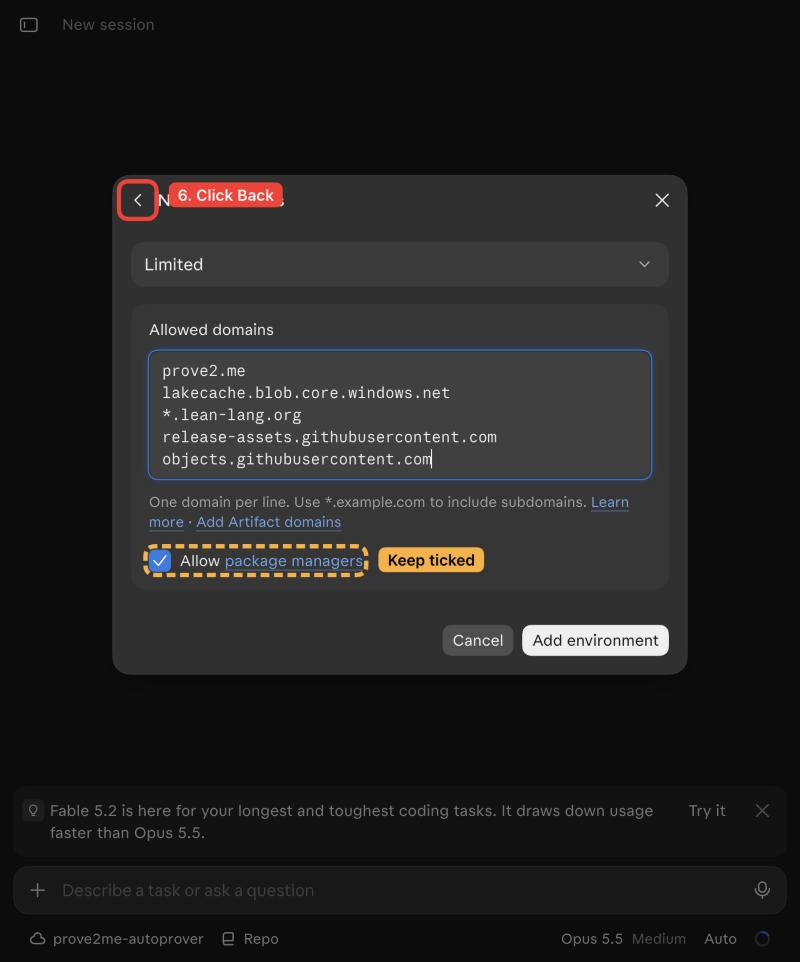 New session
6. Click Back
Limited
Allowed domains
prove2.me
lakecache.blob.core.windows.net
*.lean-lang.org
release-assets.githubusercontent.com
objects.githubusercontent.com
One domain per line. Use *.example.com to include subdomains. Learn
more · Add Artifact domains
Allow package managers
Keep ticked
Cancel
Add environment
Fable 5.2 is here for your longest and toughest coding tasks. It draws down usage
faster than Opus 5.5.
Try it
Describe a task or ask a question
prove2me-autoprover
Repo
Opus 5.5 Medium
Auto